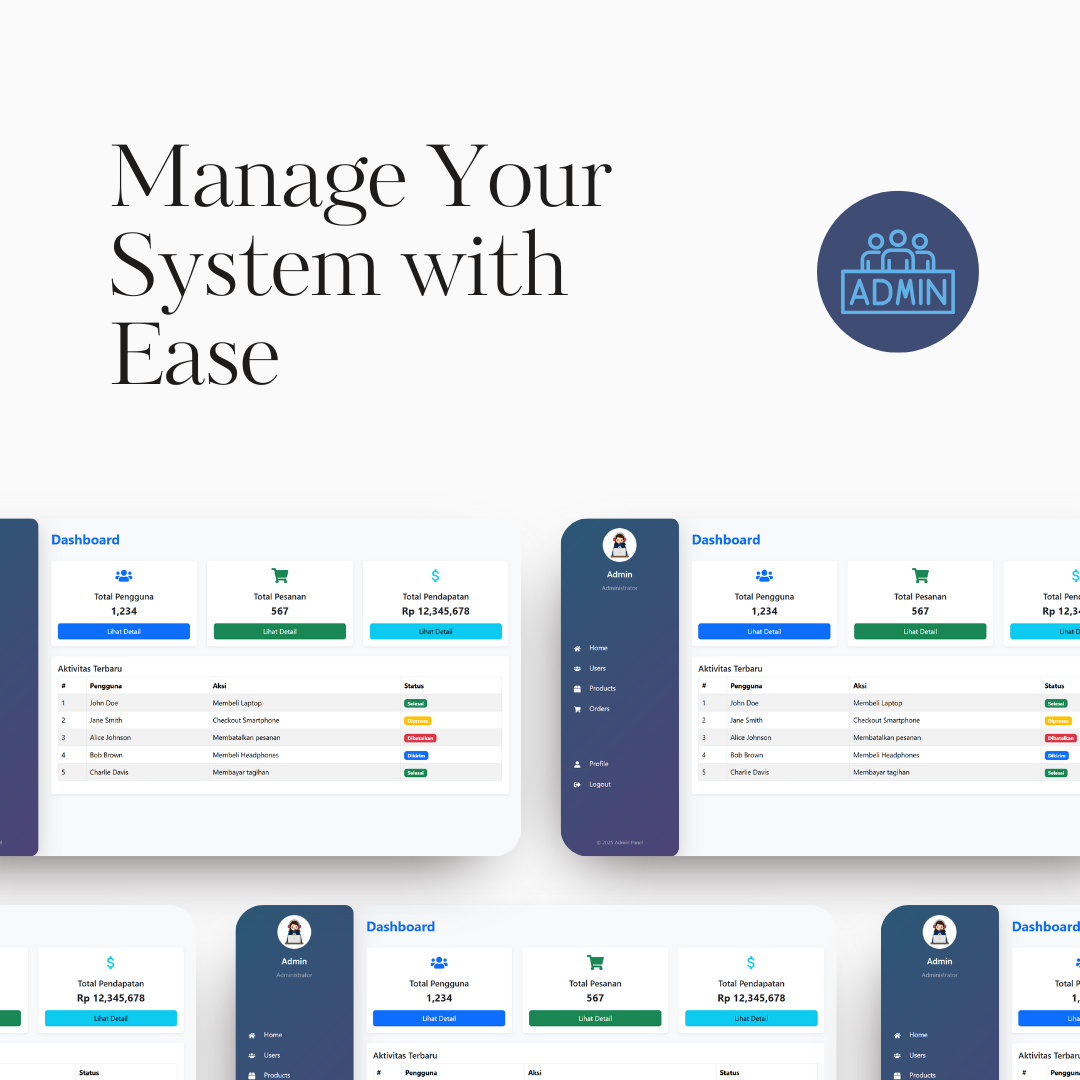 Manage Your
System with
Ease
ADMIN
Dashboard
Total Pengguna
1,234
Lihat Detail
Total Pesanan
567
Lihat Detail
Total Pendapatan
Rp 12,345,678
Lihat Detail
Aktivitas Terbaru
# Pengguna Aksi Status
1 John Doe Membeli Laptop Selesai
2 Jane Smith Checkout Smartphone Diproses
3 Alice Johnson Membatalkan pesanan Dibatalkan
4 Bob Brown Membeli Headphones Dikirim
5 Charlie Davis Membayar tagihan Selesai
Admin
Administrator
Home
Users
Products
Orders
Profile
Logout
© 2025 Admin Panel
Dashboard
Total Pengguna
1,234
Lihat Detail
Total Pesanan
567
Lihat Detail
Total Pen
Rp 12,34
Lihat D
Aktivitas Terbaru
# Pengguna Aksi Status
1 John Doe Membeli Laptop Selesai
2 Jane Smith Checkout Smartphone Diproses
3 Alice Johnson Membatalkan pesanan Dibatalkan
4 Bob Brown Membeli Headphones Dikirim
5 Charlie Davis Membayar tagihan Selesai
Total Pendapatan
Rp 12,345,678
Lihat Detail
Status
Admin
Administrator
Home
Users
Products
Dashboard
Total Pengguna
1,234
Lihat Detail
Total Pesanan
567
Lihat Detail
Total Pendapatan
Rp 12,345,678
Lihat Detail
Aktivitas Terbaru
# Pengguna Aksi Status
Admin
Administrator
Home
Users
Products
Dashboard
Total Pe
1,
Lihat
Aktivitas Terba
# Pengguna